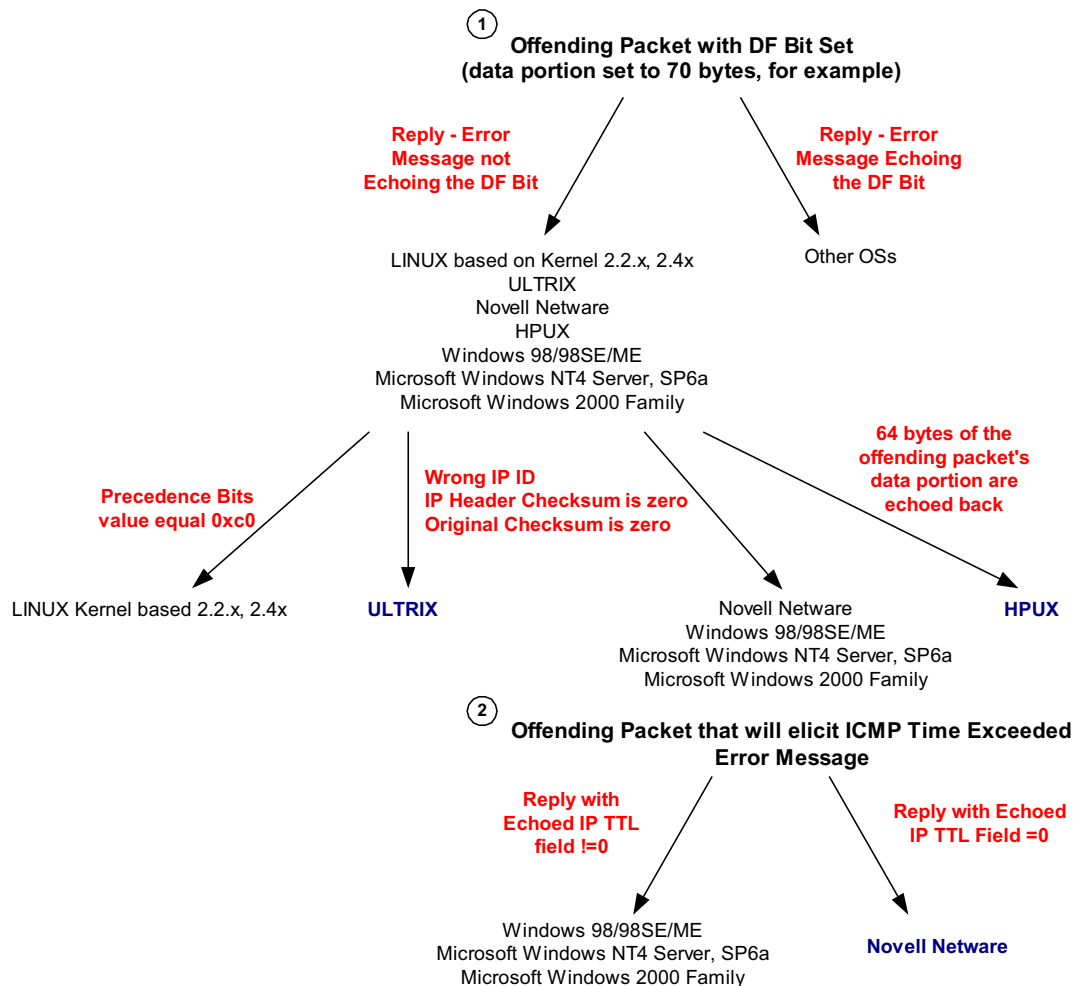 1
Offending Packet with DF Bit Set
(data portion set to 70 bytes, for example)
Reply - Error
Message not
Echoing the DF Bit
Reply - Error
Message Echoing
the DF Bit
LINUX based on Kernel 2.2.x, 2.4x
ULTRIX
Novell Netware
HPUX
Windows 98/98SE/ME
Microsoft Windows NT4 Server, SP6a
Microsoft Windows 2000 Family
Other OSs
Precedence Bits
value equal 0xc0
Wrong IP ID
IP Header Checksum is zero
Original Checksum is zero
64 bytes of the
offending packet's
data portion are
echoed back
LINUX Kernel based 2.2.x, 2.4x
ULTRIX
Novell Netware
Windows 98/98SE/ME
Microsoft Windows NT4 Server, SP6a
Microsoft Windows 2000 Family
HPUX
2
Offending Packet that will elicit ICMP Time Exceeded
Error Message
Reply with
Echoed IP TTL
field !=0
Reply with Echoed
IP TTL Field =0
Windows 98/98SE/ME
Microsoft Windows NT4 Server, SP6a
Microsoft Windows 2000 Family
Novell Netware